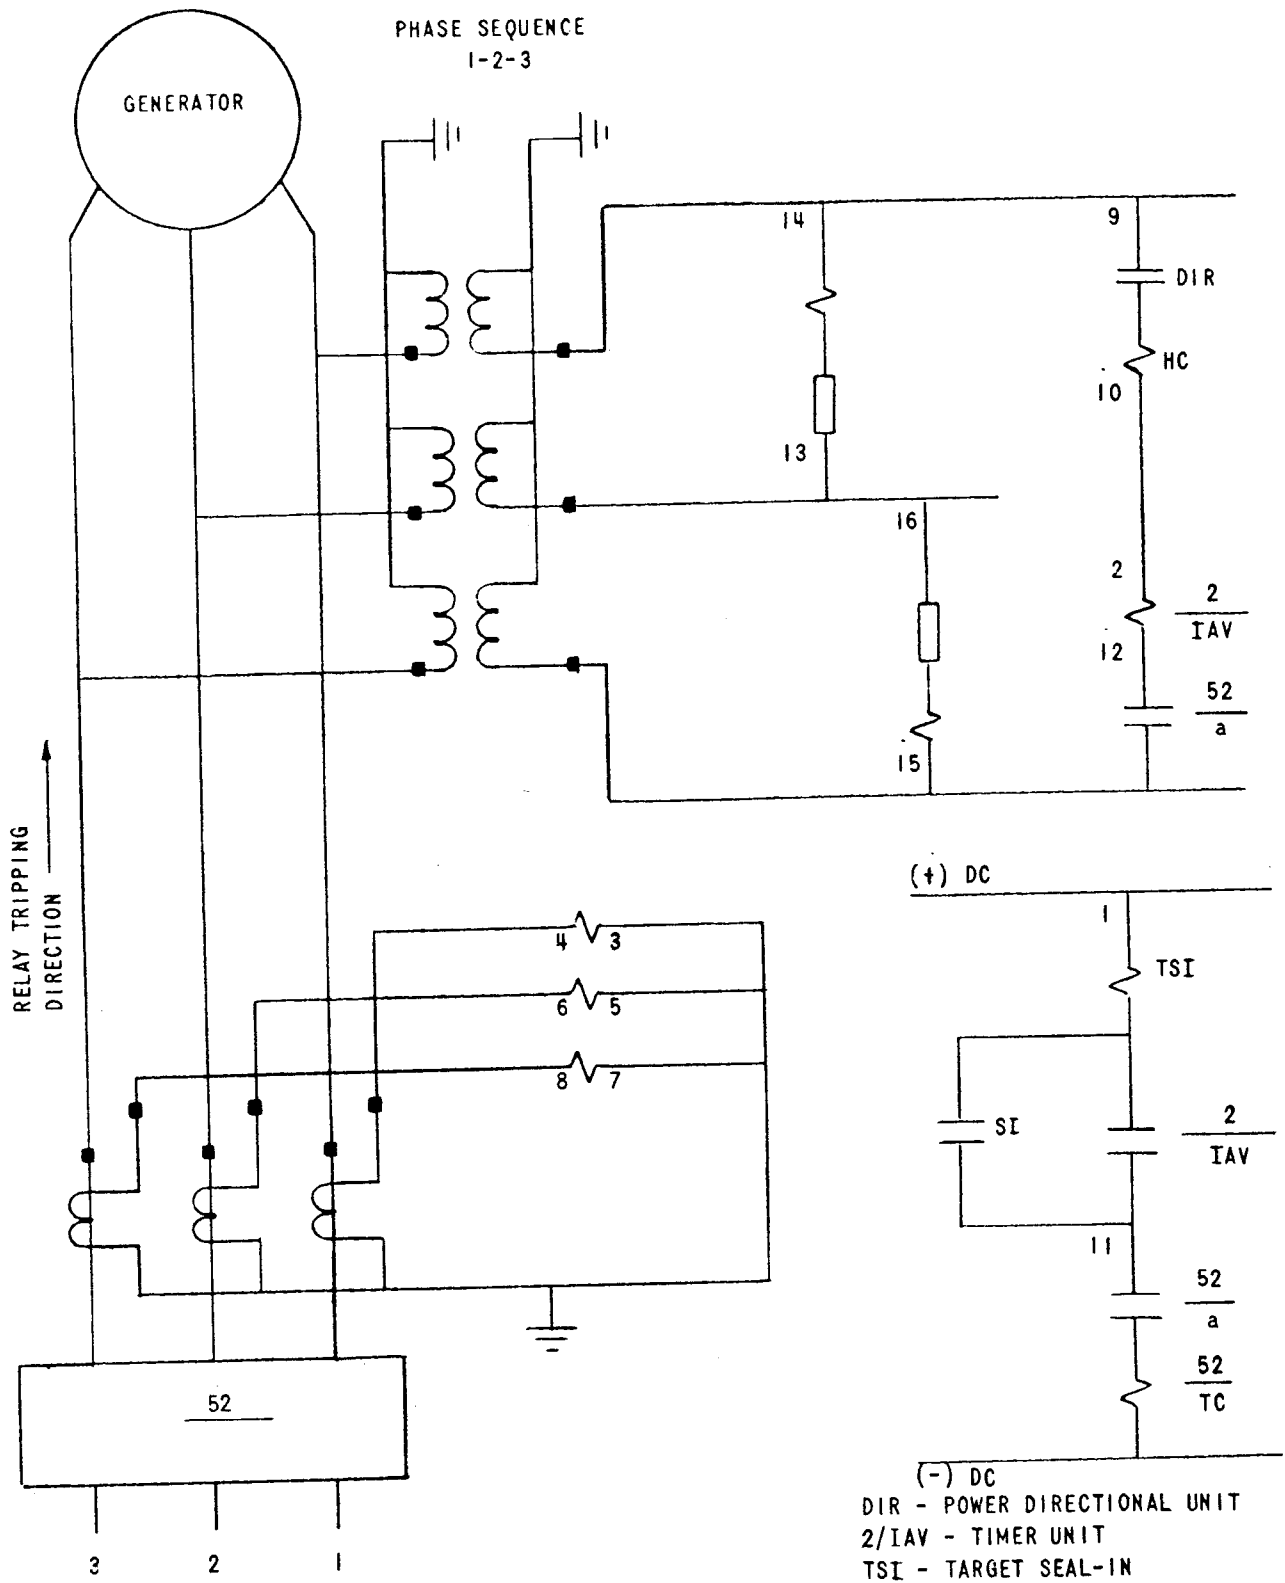 PHASE SEQUENCE
1-2-3
GENERATOR
14
9
DIR
HC
10
13
16
2
2
IAV
12
52
a
15
RELAY TRIPPING
DIRECTION
(+) DC
1
TSI
4 3
6 5
8 7
SI
2
IAV
11
52
a
52
TC
52
(-) DC
DIR - POWER DIRECTIONAL UNIT
2/IAV - TIMER UNIT
TSI - TARGET SEAL-IN
3 2 1